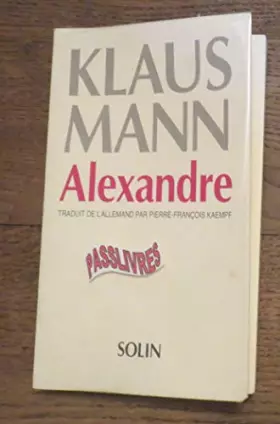 KLAUS
MANN
Alexandre
TRADUIT DE L'ALLEMAND PAR PIERRE-FRANÇOIS KAEMPF
PASSLIVRES
SOLIN